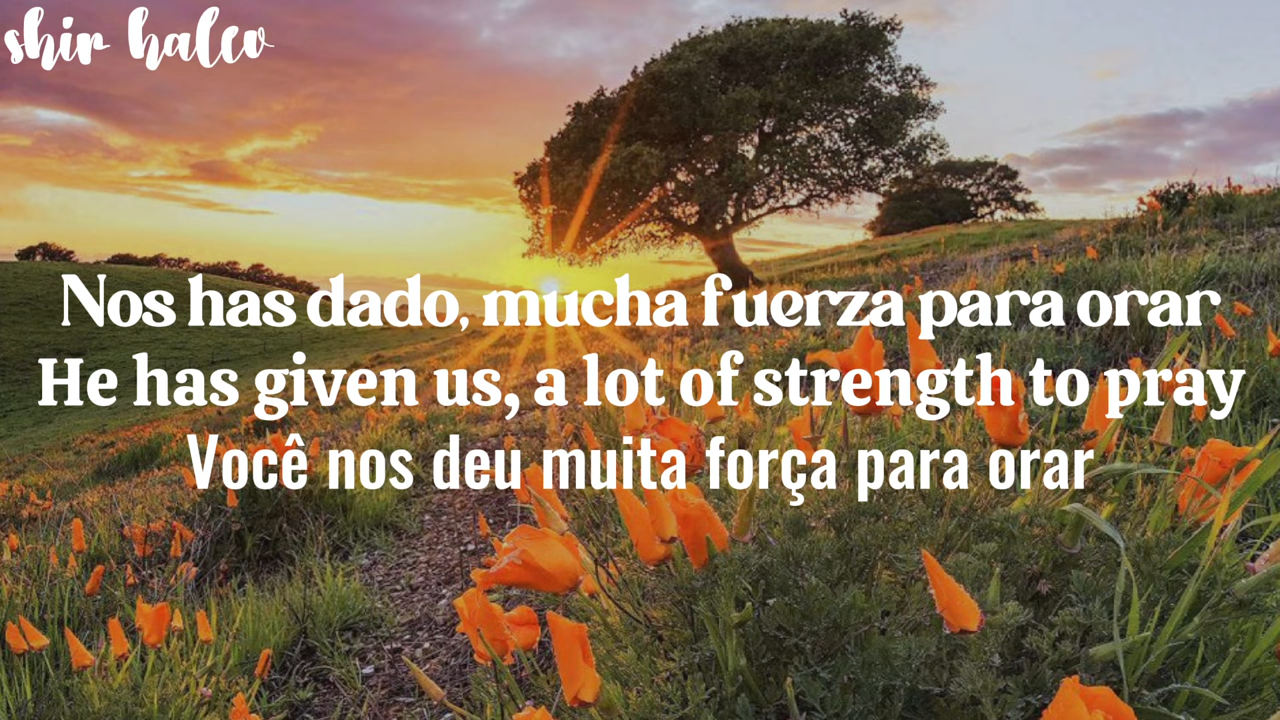 shir halev
Nos has dado, mucha fuerza para orar
He has given us, a lot of strength to pray
Você nos deu muita força para orar